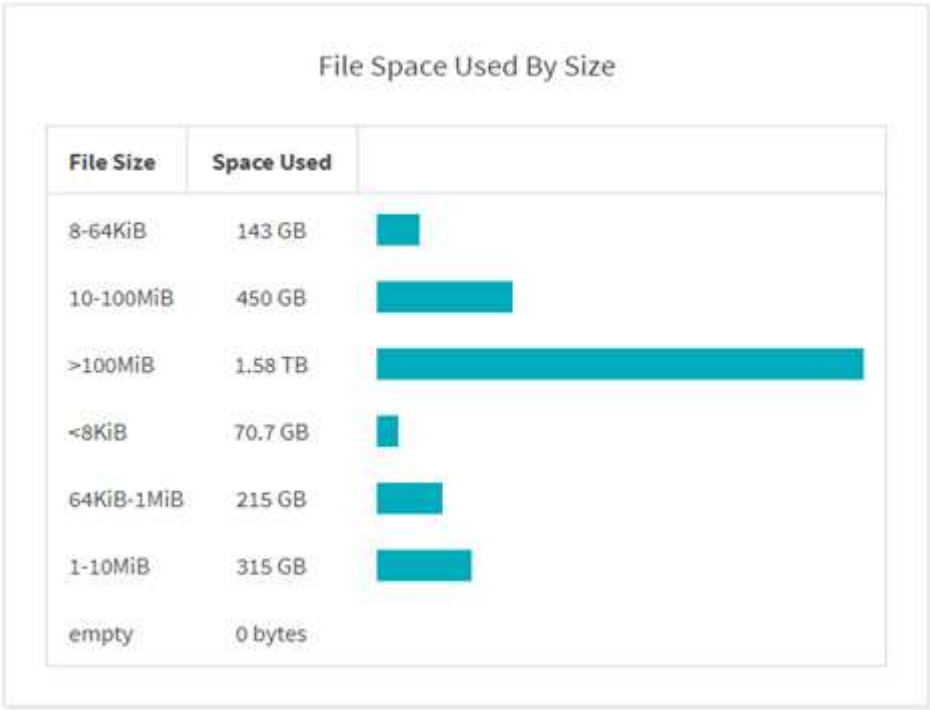 File Space Used By Size
File Size Space Used
8-64KiB 143 GB
10-100MiB 450 GB
>100MiB 1.58 TB
<8KiB 70.7 GB
64KiB-1MiB 215 GB
1-10MiB 315 GB
empty 0 bytes